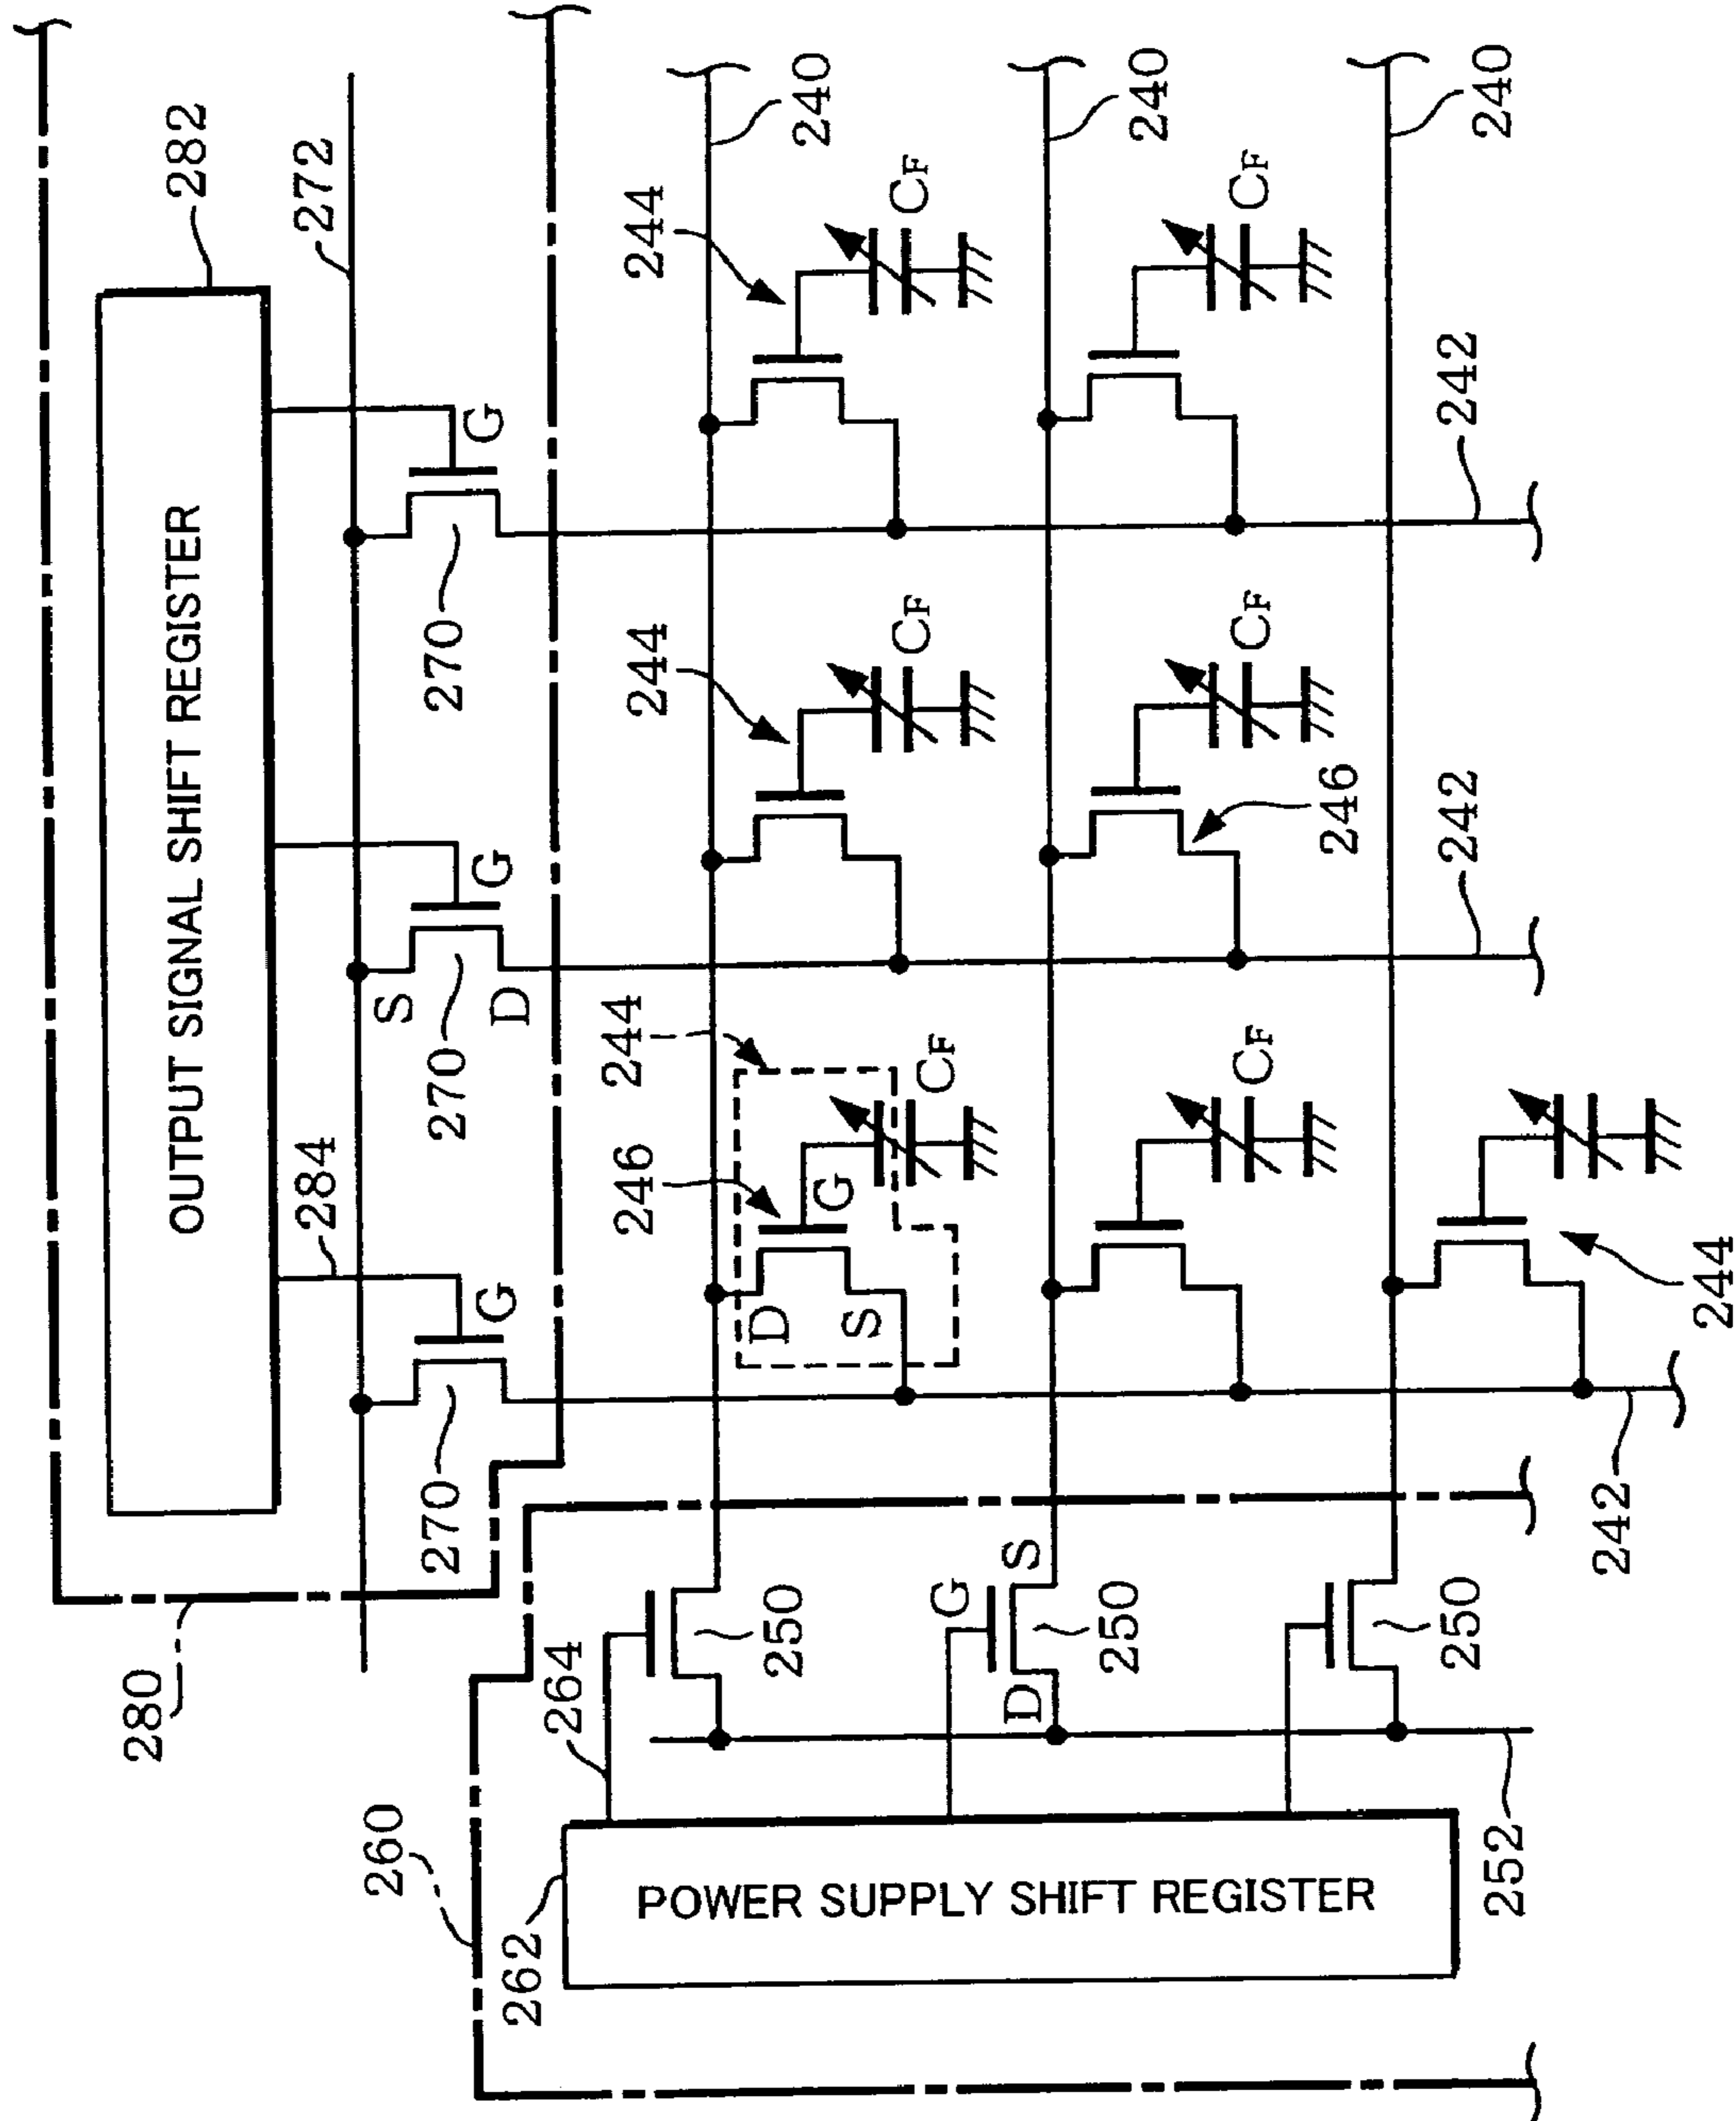 280
OUTPUT SIGNAL SHIFT REGISTER
282
284
272
260
S
270
270
270
G
G
G
D
262
264
POWER SUPPLY SHIFT REGISTER
246
244
244
244
D
250
240
G
S
CF
CF
CF
G
D
S
250
240
CF
CF
CF
246
242
242
250
240
252
242
244